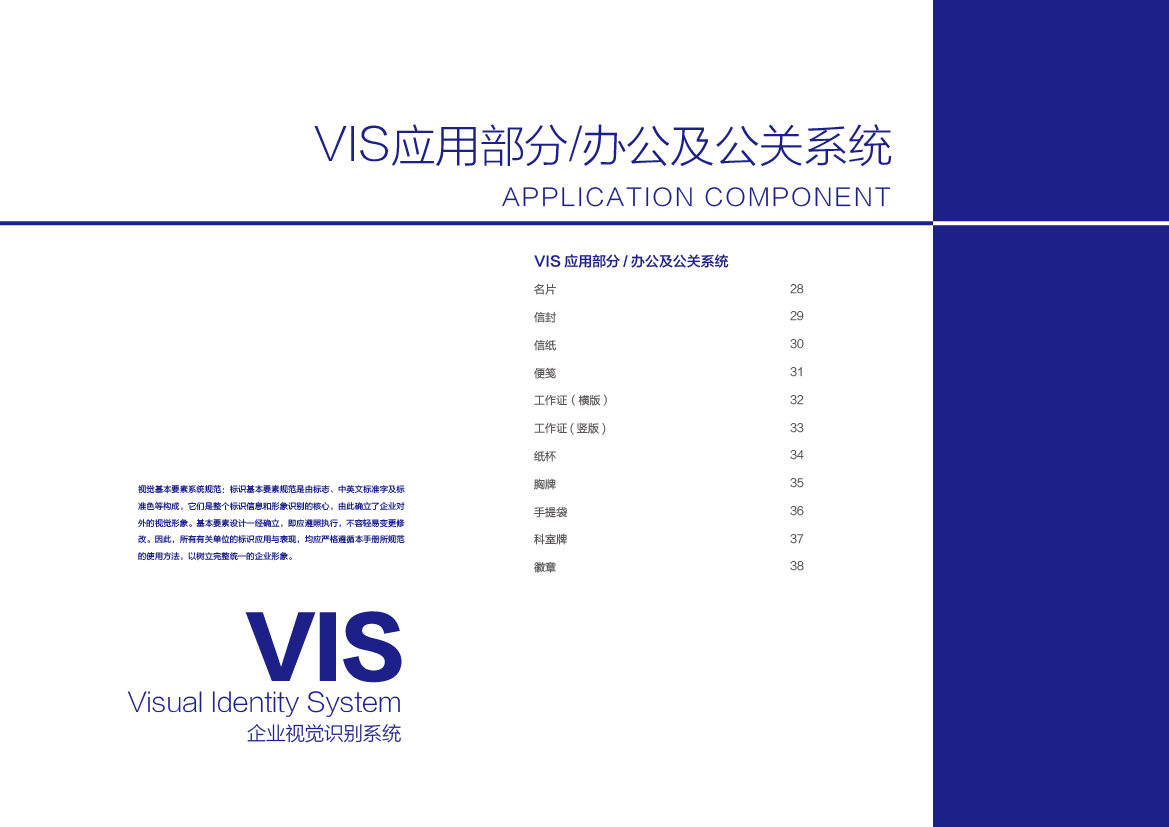 VIS应用部分/办公及公关系统
APPLICATION COMPONENT
VIS 应用部分 / 办公及公关系统
名片 28
信封 29
信纸 30
便笺 31
工作证（横版） 32
工作证 ( 竖版 ) 33
纸杯 34
胸牌 35
手提袋 36
科室牌 37
徽章 38
视觉基本要素系统规范：标识基本要素规范是由标志、中英文标准字及标
准色等构成，它们是整个标识信息和形象识别的核心，由此确立了企业对
外的视觉形象。基本要素设计一经确立，即应遵照执行，不容轻易变更修
改。因此，所有有关单位的标识应用与表现，均应严格遵循本手册所规范
的使用方法，以树立完整统一的企业形象。
VIS
Visual Identity System
企业视觉识别系统